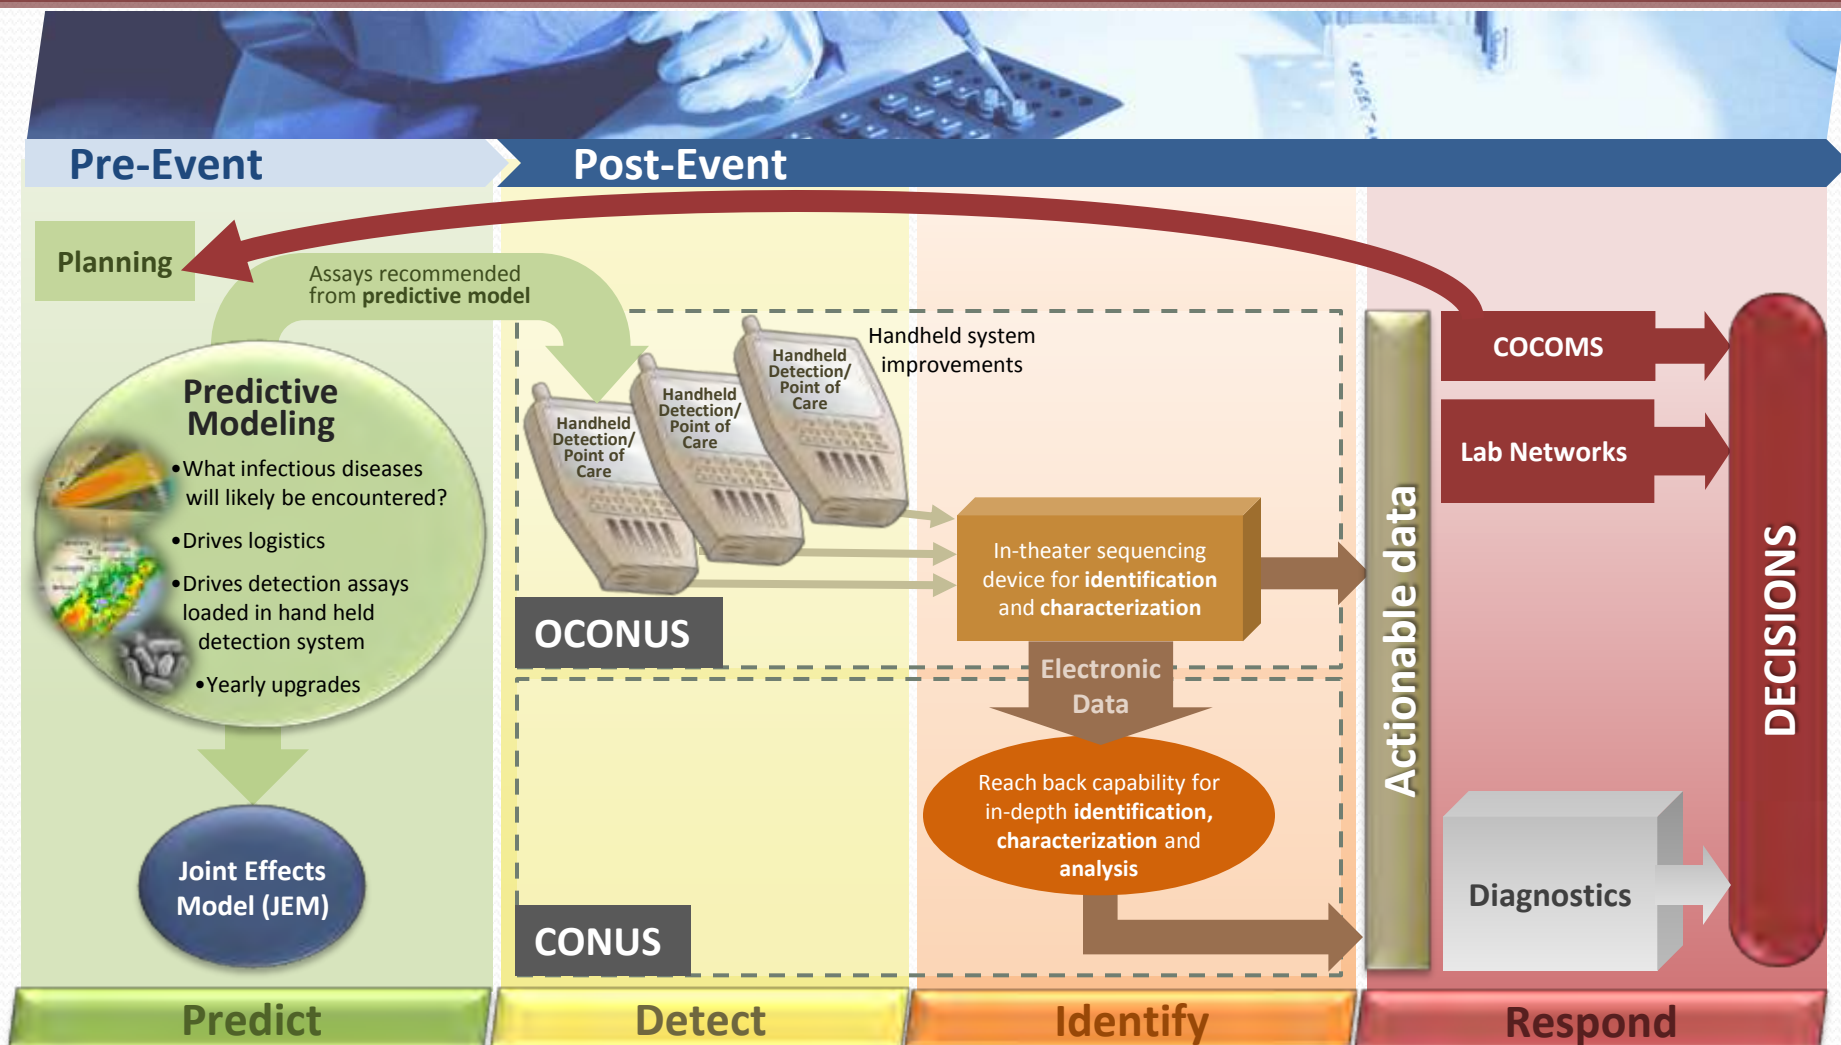 Pre-Event
Post-Event
Planning
Assays recommended
from predictive model
Predictive
Modeling
•What infectious diseases
will likely be encountered?
•Drives logistics
•Drives detection assays
loaded in hand held
detection system
•Yearly upgrades
Joint Effects
Model (JEM)
Handheld
Detection/
Point of
Care
Handheld
Detection/
Point of
Care
Handheld
Detection/
Point of
Care
Handheld system
improvements
OCONUS
CONUS
In-theater sequencing
device for identification
and characterization
Electronic
Data
Reach back capability for
in-depth identification,
characterization and
analysis
Actionable data
COCOMS
Lab Networks
Diagnostics
DECISIONS
Predict
Detect
Identify
Respond